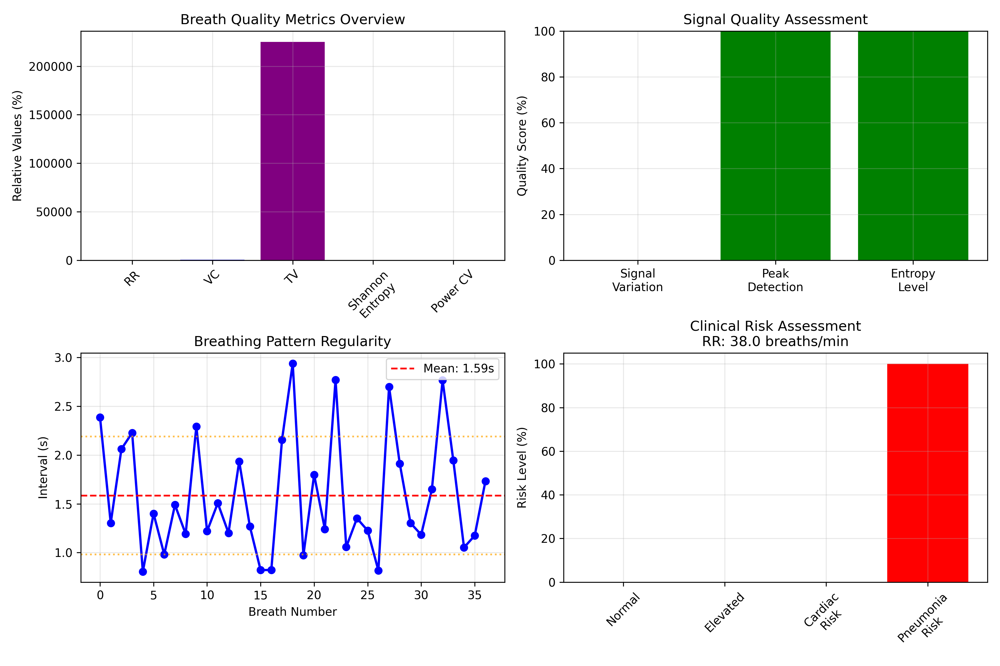 Breath Quality Metrics Overview
Relative Values (%)
200000
150000
100000
50000
0
RR
VC
TV
Shannon
Entropy
Power CV
Signal Quality Assessment
Quality Score (%)
100
80
60
40
20
0
Signal
Variation
Peak
Detection
Entropy
Level
Breathing Pattern Regularity
Interval (s)
3.0
2.5
2.0
1.5
1.0
Mean: 1.59s
0
5
10
15
20
25
30
35
Breath Number
Clinical Risk Assessment
RR: 38.0 breaths/min
Risk Level (%)
100
80
60
40
20
0
Normal
Elevated
Cardiac
Risk
Pneumonia
Risk